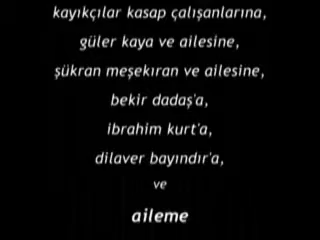 kayıkçılar kasap çalışanlarına,
güler kaya ve ailesine,
şükran meşekıran ve ailesine,
bekir dadaş'a,
ibrahim kurt'a,
dilaver bayındır'a,
ve
aileme